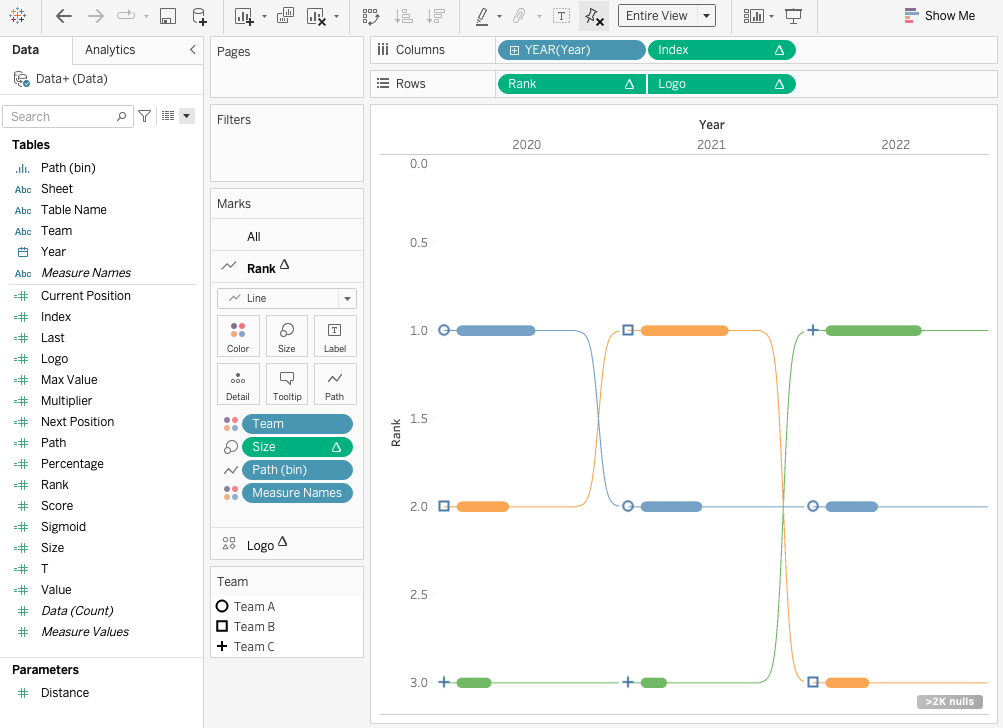 Entire View
Show Me
Data
Analytics
Data+ (Data)
Search
Tables
Path (bin)
Abc Sheet
Abc Table Name
Abc Team
Year
Abc Measure Names
Current Position
Index
Last
Logo
Max Value
Multiplier
Next Position
Path
Percentage
Rank
Score
Sigmoid
Size
T
Value
Data (Count)
Measure Values
Parameters
Distance
Pages
Filters
Marks
All
Rank
Line
Color
Size
T
Label
Detail
Tooltip
Path
Team
Size
Path (bin)
Measure Names
Logo
Team
Team A
Team B
Team C
Columns
YEAR(Year)
Index
Rows
Rank
Logo
Year
2020
2021
2022
Rank
0.0
0.5
1.0
1.5
2.0
2.5
3.0
>2K nulls